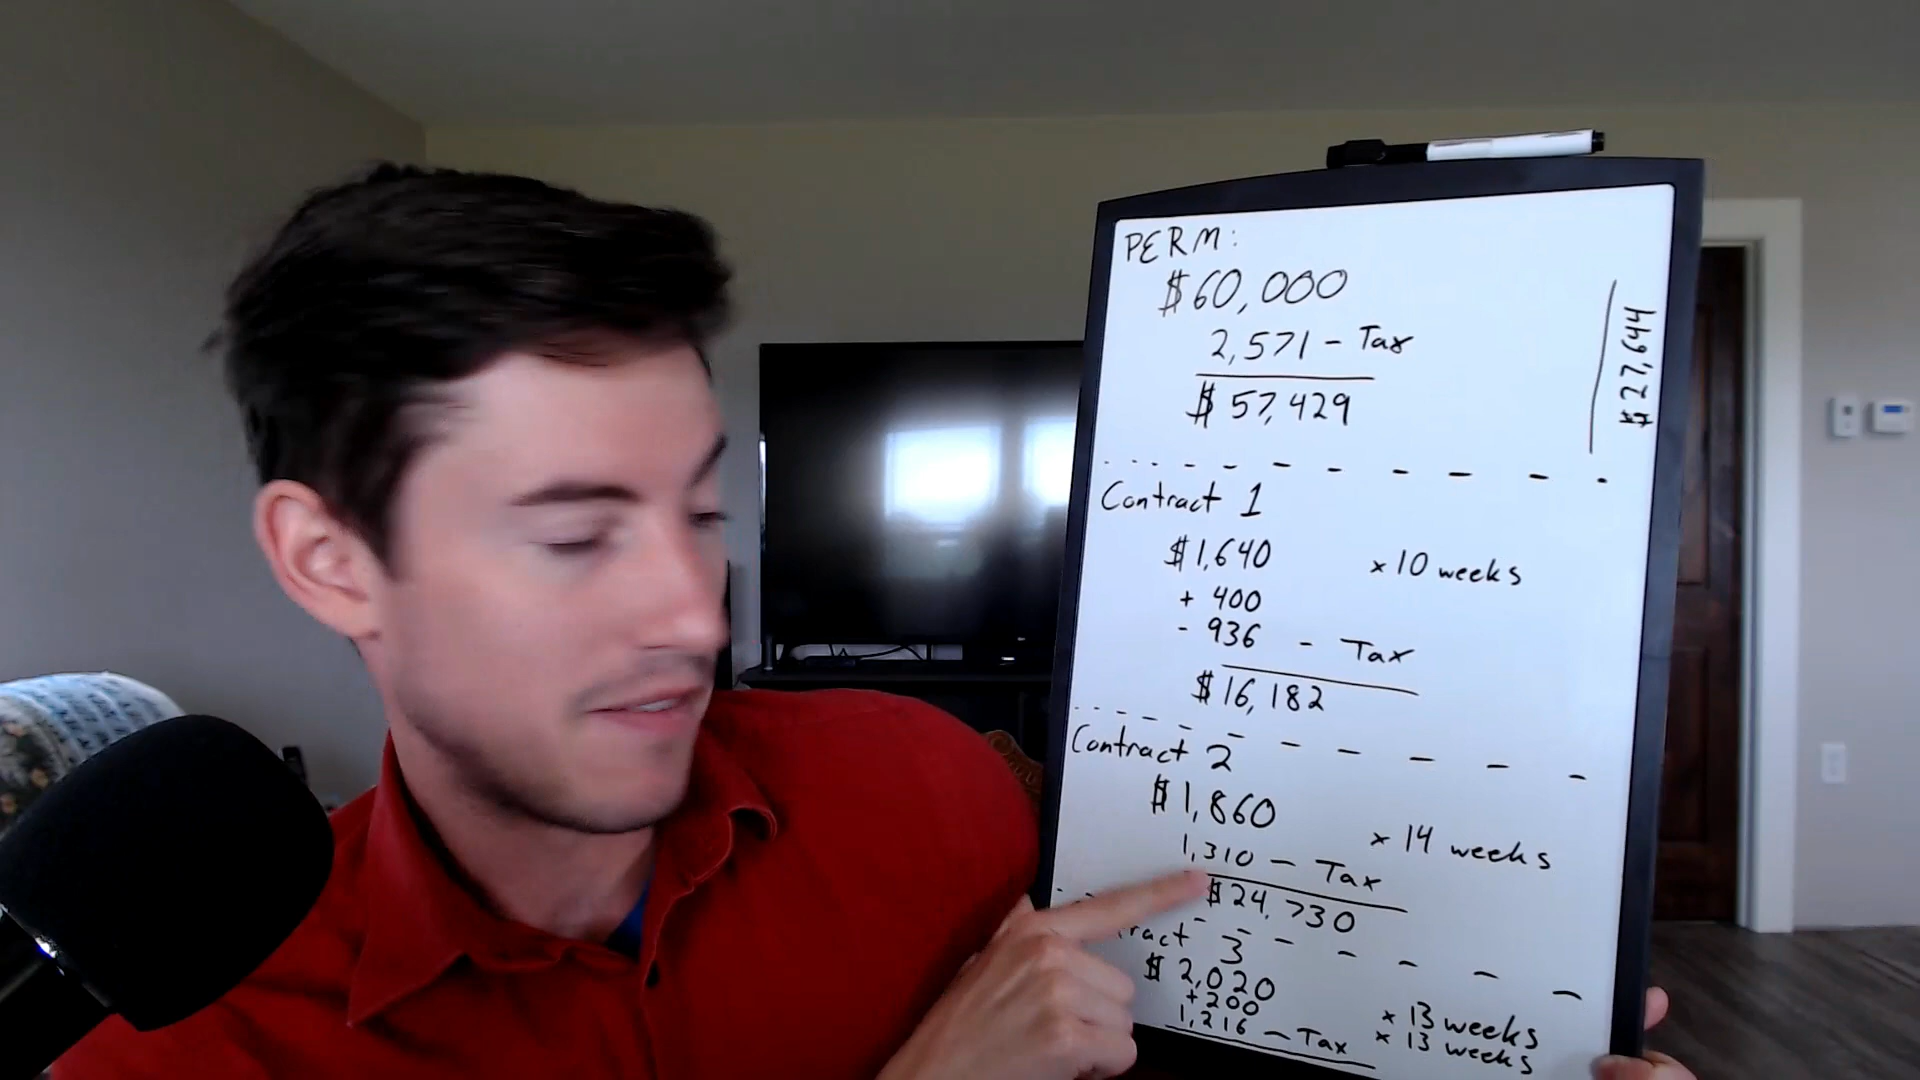 PERM:
$60,000
2,571 - Tax
$57,429
$27,644
Contract 1
$1,640 x 10 weeks
+ 400
- 936 - Tax
$16,182
Contract 2
$1,860
x 14 weeks
1,310 - Tax
$24,730
ract 3
$2,020
+200 x 13 weeks
1,216 - Tax x 13 weeks